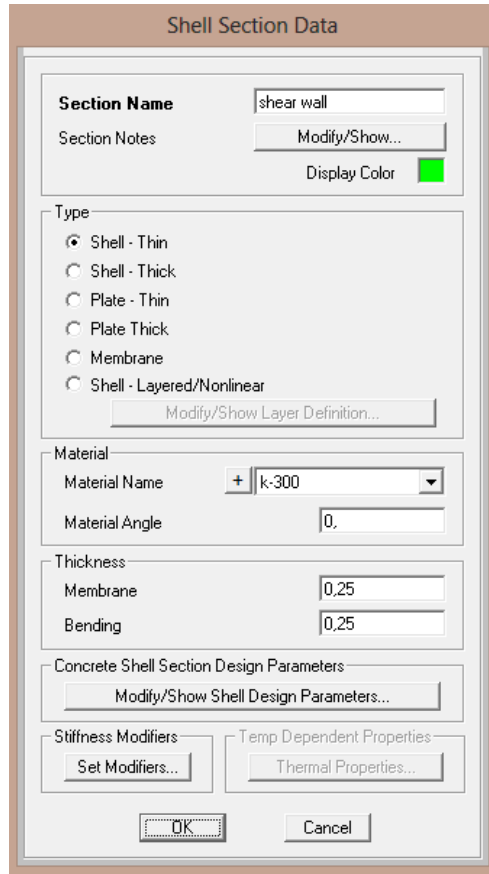 Shell Section Data
Section Name shear wall
Section Notes Modify/Show...
Display Color
Type
Shell - Thin
Shell - Thick
Plate - Thin
Plate Thick
Membrane
Shell - Layered/Nonlinear
Modify/Show Layer Definition...
Material
Material Name + k-300
Material Angle 0,
Thickness
Membrane 0,25
Bending 0,25
Concrete Shell Section Design Parameters
Modify/Show Shell Design Parameters...
Stiffness Modifiers Temp Dependent Properties
Set Modifiers... Thermal Properties...
OK Cancel